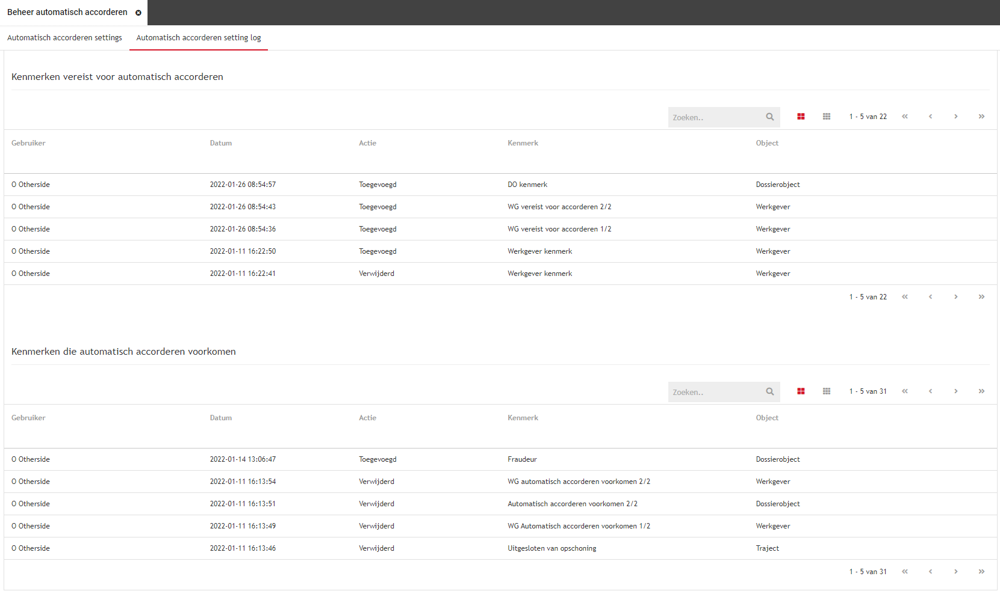 Beheer automatisch accorderen
Automatisch accorderen settings Automatisch accorderen setting log
Kenmerken vereist voor automatisch accorderen
Zoeken.. 1 - 5 van 22
Gebruiker Datum Actie Kenmerk Object
O Otherside 2022-01-26 08:54:57 Toegevoegd DO kenmerk Dossierobject
O Otherside 2022-01-26 08:54:43 Toegevoegd WG vereist voor accorderen 2/2 Werkgever
O Otherside 2022-01-26 08:54:36 Toegevoegd WG vereist voor accorderen 1/2 Werkgever
O Otherside 2022-01-11 16:22:50 Toegevoegd Werkgever kenmerk Werkgever
O Otherside 2022-01-11 16:22:41 Verwijderd Werkgever kenmerk Werkgever
1 - 5 van 22
Kenmerken die automatisch accorderen voorkomen
Zoeken.. 1 - 5 van 31
Gebruiker Datum Actie Kenmerk Object
O Otherside 2022-01-14 13:06:47 Toegevoegd Fraudeur Dossierobject
O Otherside 2022-01-11 16:13:54 Verwijderd WG automatisch accorderen voorkomen 2/2 Werkgever
O Otherside 2022-01-11 16:13:51 Verwijderd Automatisch accorderen voorkomen 2/2 Dossierobject
O Otherside 2022-01-11 16:13:49 Verwijderd WG Automatisch accorderen voorkomen 1/2 Werkgever
O Otherside 2022-01-11 16:13:46 Verwijderd Uitgesloten van opschoning Traject
1 - 5 van 31